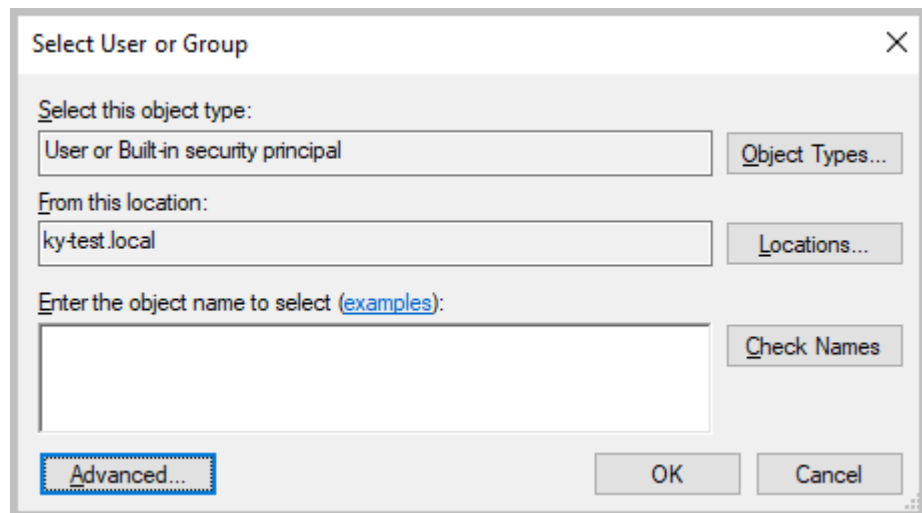 Select User or Group
Select this object type:
User or Built-in security principal
Object Types...
From this location:
ky-test.local
Locations...
Enter the object name to select (examples):
Check Names
Advanced...
OK
Cancel